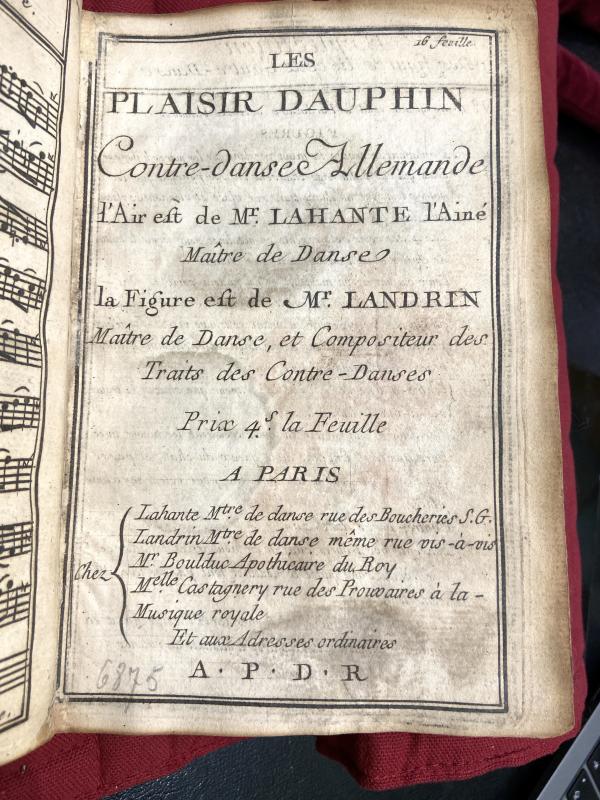 16 feuille
LES
PLAISIR DAUPHIN
Contre-danse Allemande
l'Air est de Mr. LAHANTE l'Ainé
Maître de Danse
la Figure est de Mr. LANDRIN
Maître de Danse, et Compositeur des
Traits des Contre-Danses
Prix 4.s. la Feuille
A PARIS
Lahante Mtre de danse rue des Boucheries S.G.
Landrin Mtre de danse même rue vis-à-vis
Chez Mr Boulduc Apothicaire du Roy
Melle Castagnery rue des Prouvaires à la-
Musique royale
Et aux Adresses ordinaires
A.P.D.R
6875